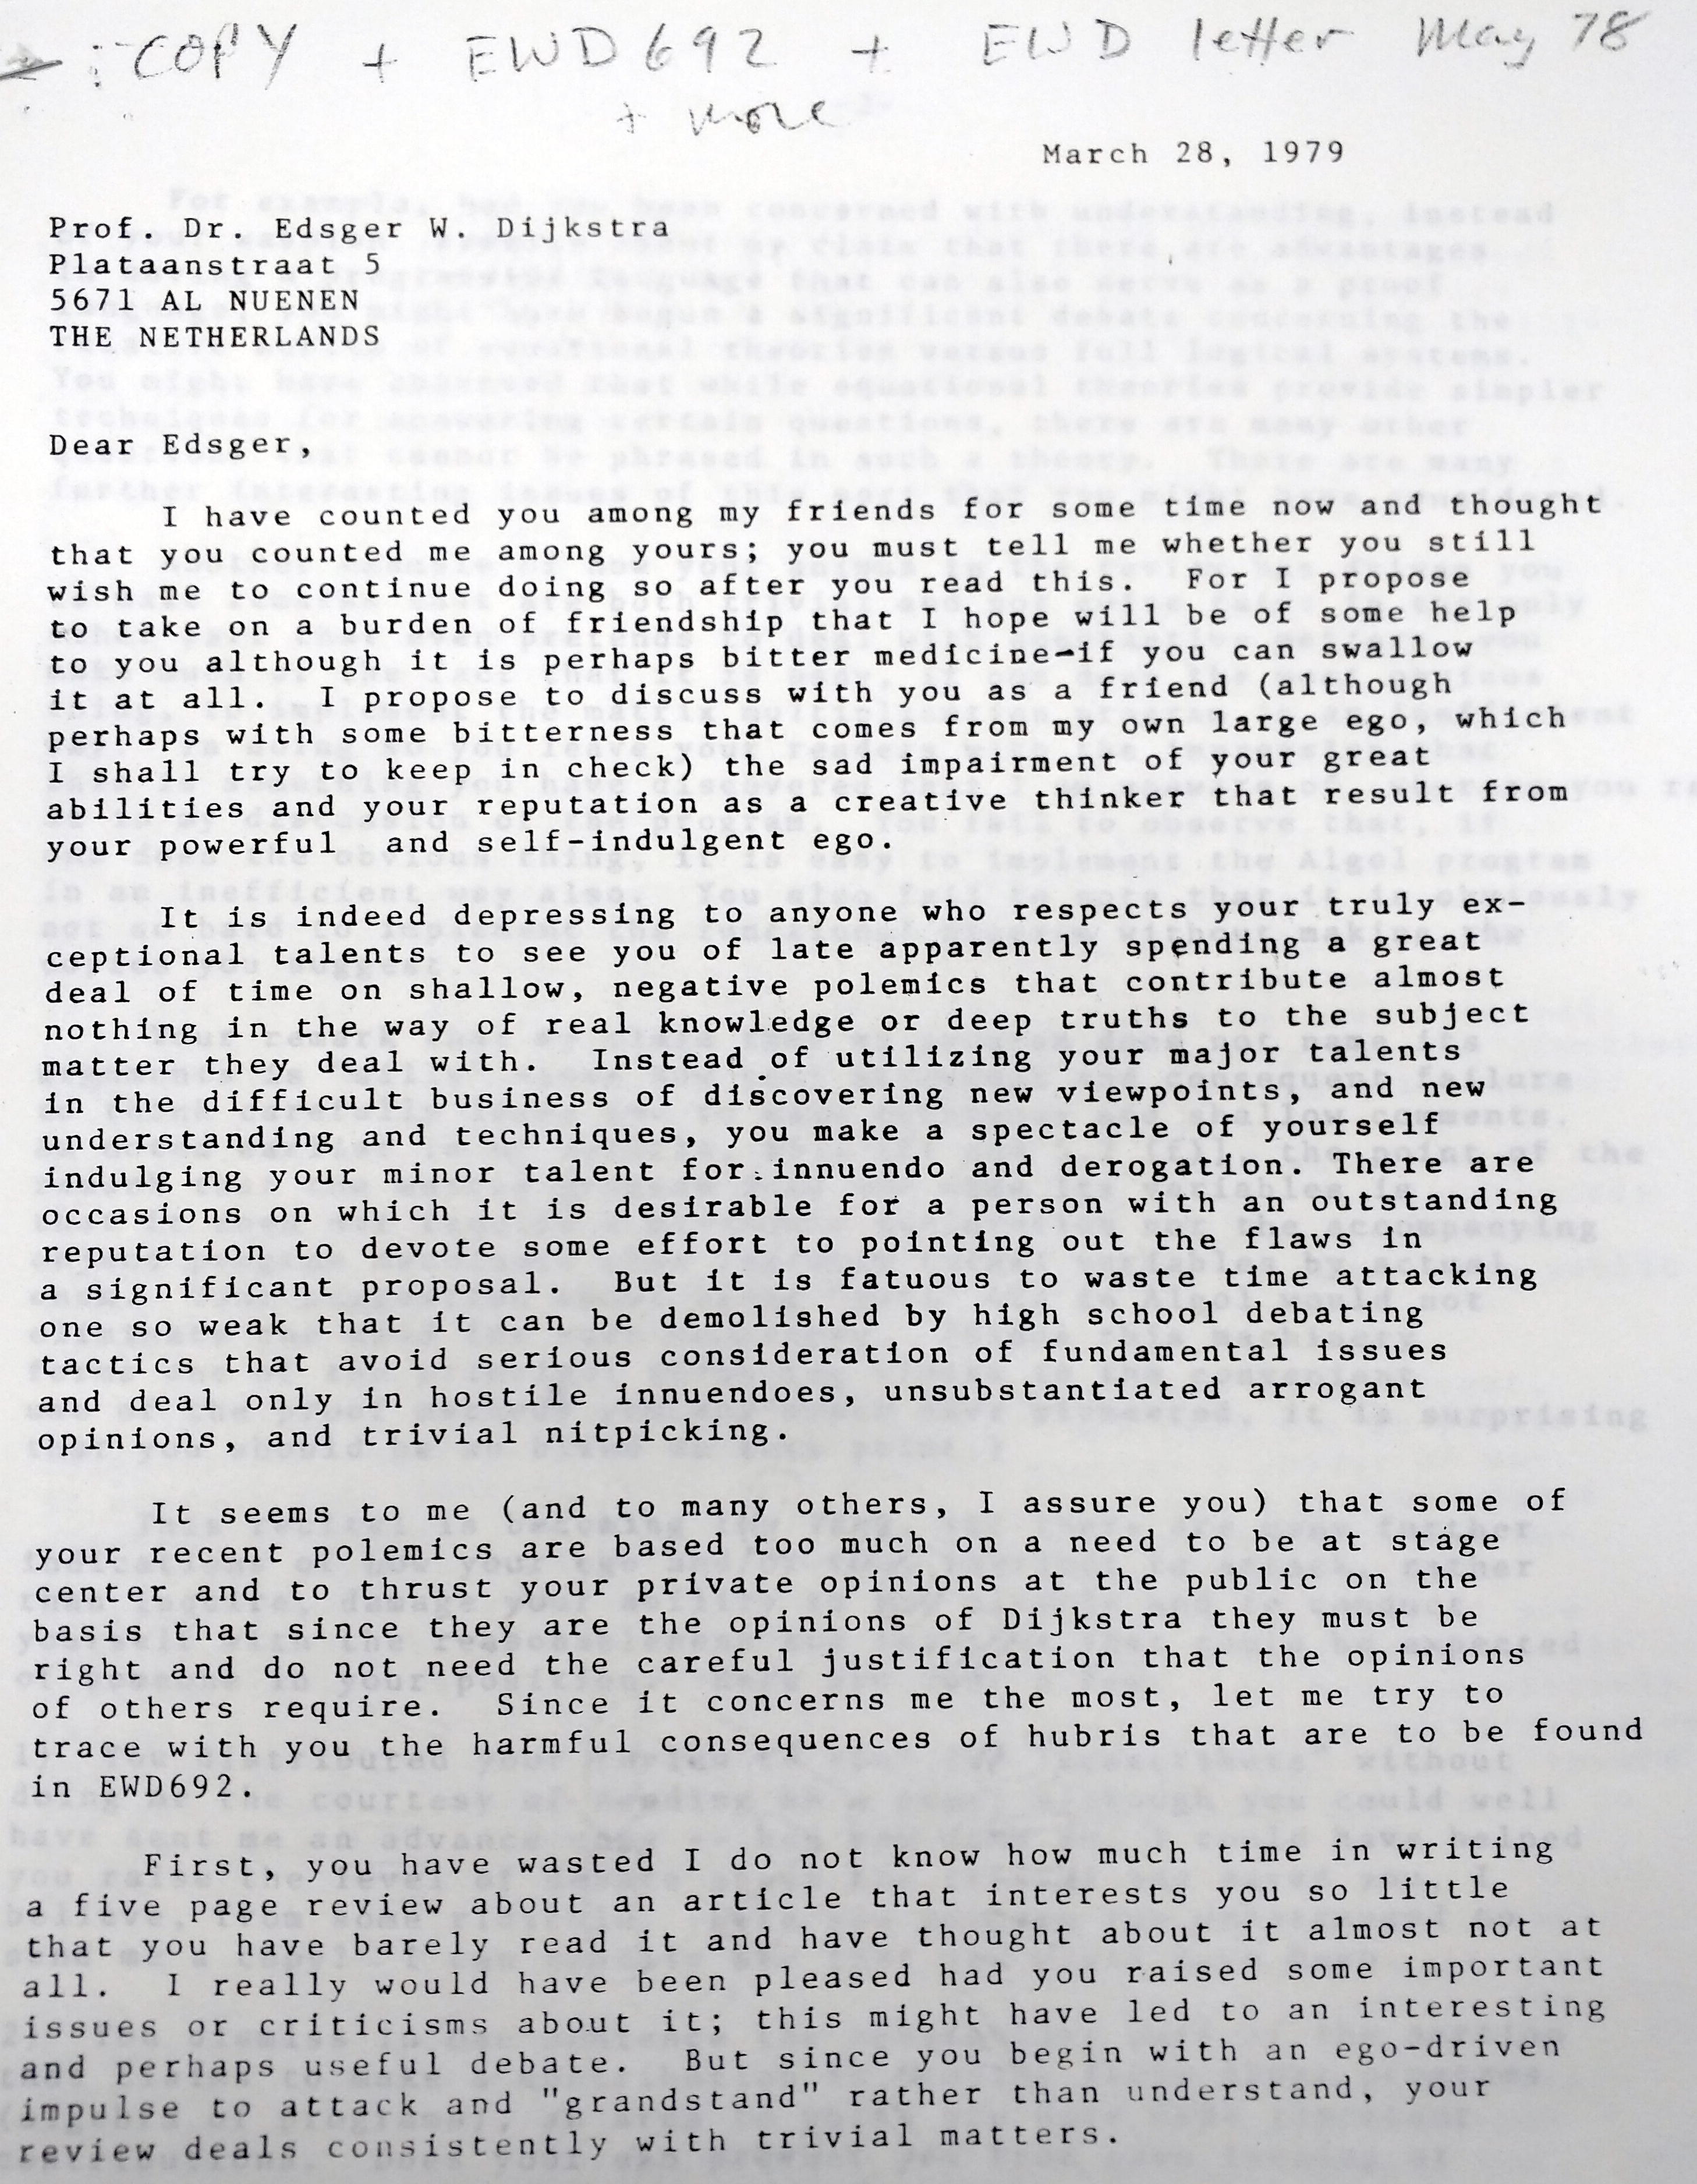 COPY + EWD692 + EWD letter May 78
+ more
March 28, 1979
Prof. Dr. Edsger W. Dijkstra
Plataanstraat 5
5671 AL NUENEN
THE NETHERLANDS
Dear Edsger,
I have counted you among my friends for some time now and thought
that you counted me among yours; you must tell me whether you still
wish me to continue doing so after you read this. For I propose
to take on a burden of friendship that I hope will be of some help
to you although it is perhaps bitter medicine-if you can swallow
it at all. I propose to discuss with you as a friend (although
perhaps with some bitterness that comes from my own large ego, which
I shall try to keep in check) the sad impairment of your great
abilities and your reputation as a creative thinker that result from
your powerful and self-indulgent ego.
It is indeed depressing to anyone who respects your truly ex-
ceptional talents to see you of late apparently spending a great
deal of time on shallow, negative polemics that contribute almost
nothing in the way of real knowledge or deep truths to the subject
matter they deal with. Instead of utilizing your major talents
in the difficult business of discovering new viewpoints, and new
understanding and techniques, you make a spectacle of yourself
indulging your minor talent for innuendo and derogation. There are
occasions on which it is desirable for a person with an outstanding
reputation to devote some effort to pointing out the flaws in
a significant proposal. But it is fatuous to waste time attacking
one so weak that it can be demolished by high school debating
tactics that avoid serious consideration of fundamental issues
and deal only in hostile innuendoes, unsubstantiated arrogant
opinions, and trivial nitpicking.
It seems to me (and to many others, I assure you) that some of
your recent polemics are based too much on a need to be at stage
center and to thrust your private opinions at the public on the
basis that since they are the opinions of Dijkstra they must be
right and do not need the careful justification that the opinions
of others require. Since it concerns me the most, let me try to
trace with you the harmful consequences of hubris that are to be found
in EWD692.
First, you have wasted I do not know how much time in writing
a five page review about an article that interests you so little
that you have barely read it and have thought about it almost not at
all. I really would have been pleased had you raised some important
issues or criticisms about it; this might have led to an interesting
and perhaps useful debate. But since you begin with an ego-driven
impulse to attack and "grandstand" rather than understand, your
review deals consistently with trivial matters.